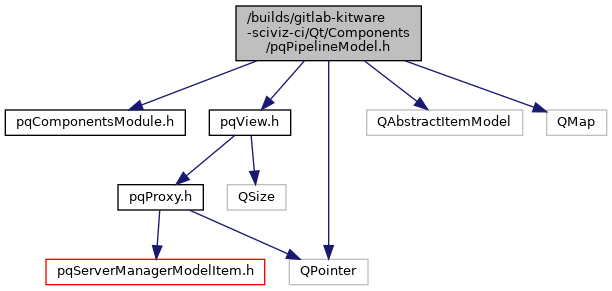 /builds/gitlab-kitware
-sciviz-ci/Qt/Components
/pqPipelineModel.h
pqComponentsModule.h
pqView.h
QAbstractItemModel
QMap
pqProxy.h
QSize
pqServerManagerModelItem.h
QPointer